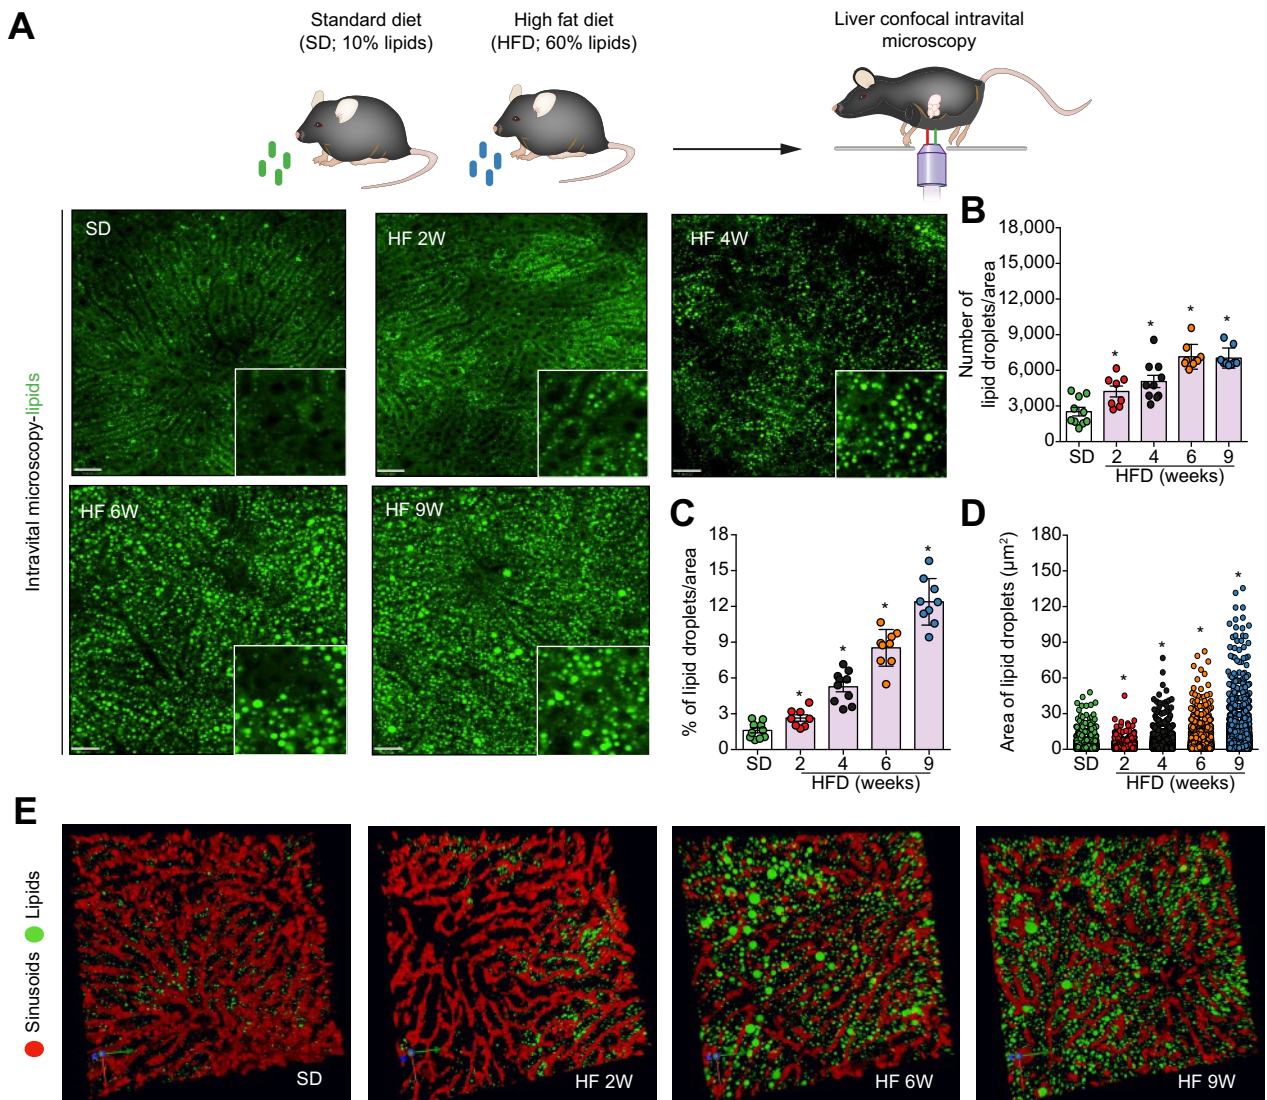 A
Standard diet
(SD; 10% lipids)
High fat diet
(HFD; 60% lipids)
Liver confocal intravital
microscopy
Intravital microscopy-lipids
SD
HF 2W
HF 4W
HF 6W
HF 9W
B
Number of
lipid droplets/area
18,000
15,000
12,000
9,000
6,000
3,000
0
*
*
*
*
SD
2
4
6
9
HFD (weeks)
C
% of lipid droplets/area
18
15
12
9
6
3
0
*
*
*
*
SD
2
4
6
9
HFD (weeks)
D
Area of lipid droplets (µm²)
180
150
120
90
60
30
0
*
*
*
*
SD
2
4
6
9
HFD (weeks)
E
Sinusoids
Lipids
SD
HF 2W
HF 6W
HF 9W